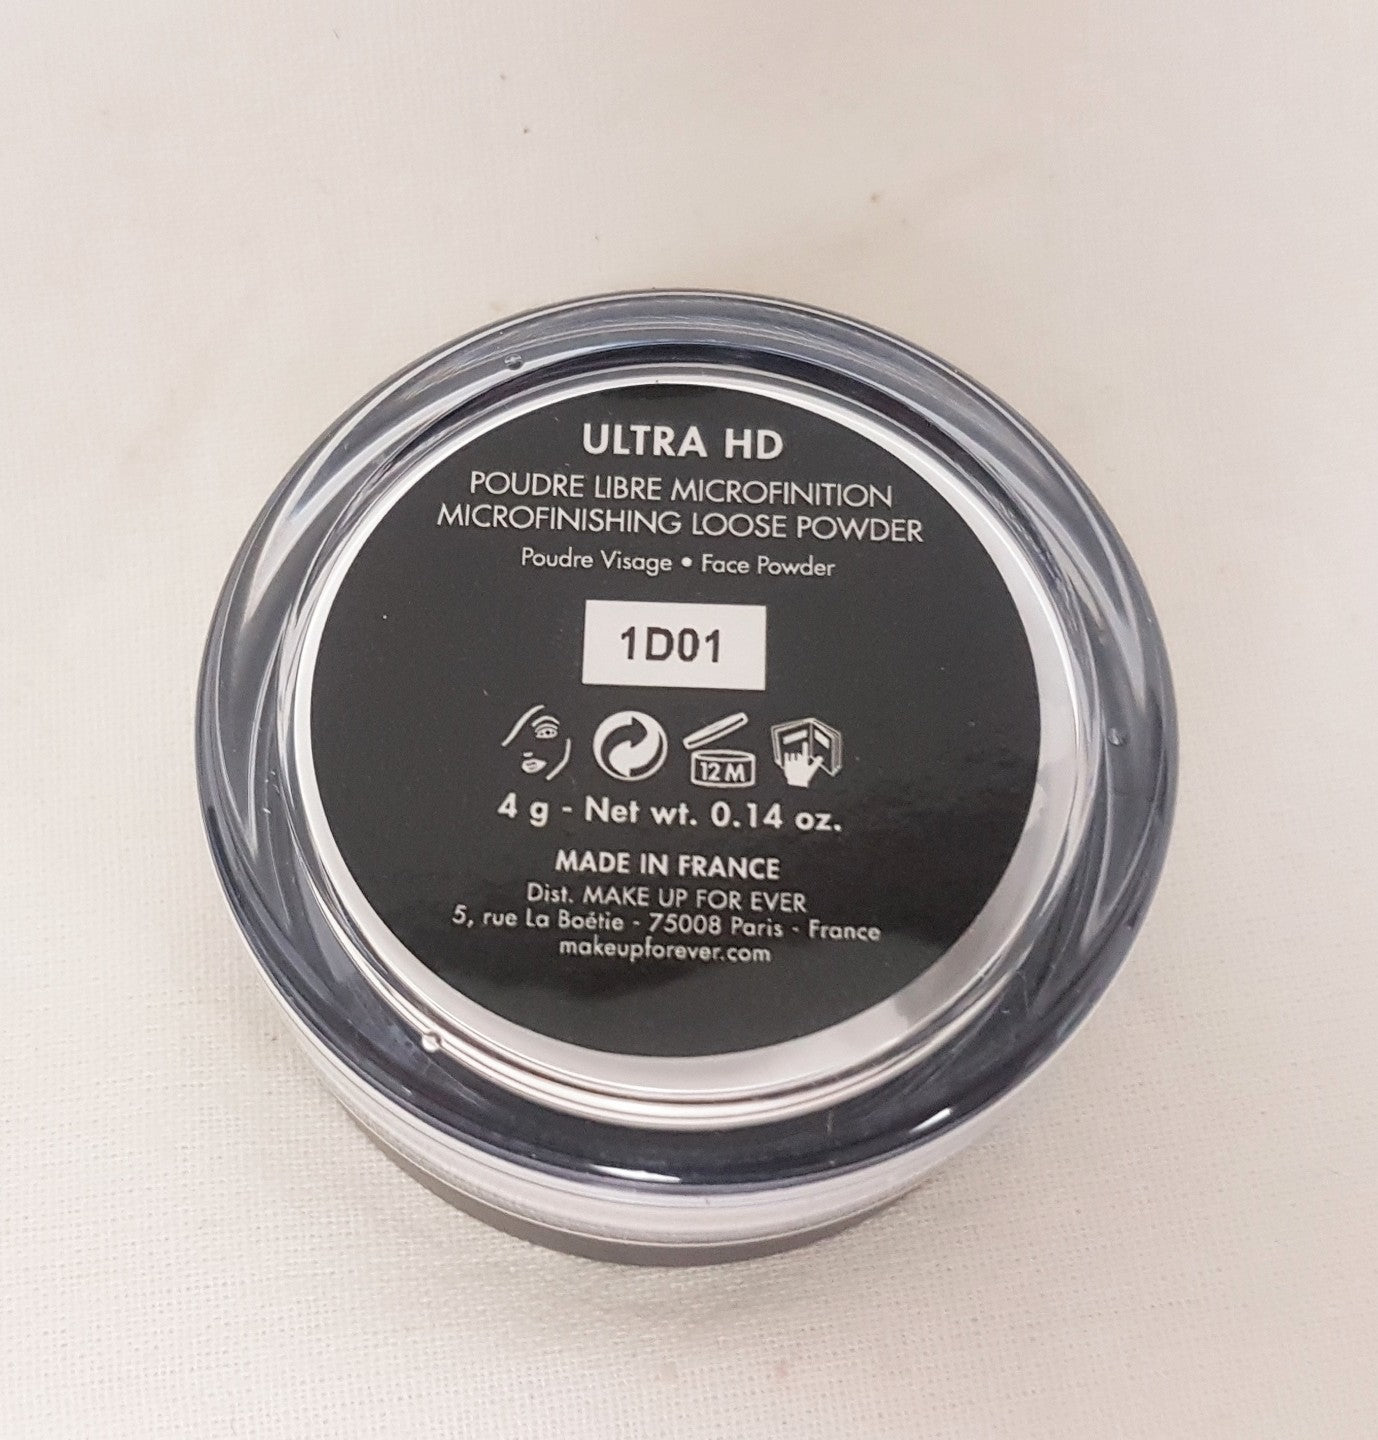 ULTRA HD
POUDRE LIBRE MICROFINITION
MICROFINISHING LOOSE POWDER
Poudre Visage • Face Powder
1D01
12 M
4 g - Net wt. 0.14 oz.
MADE IN FRANCE
Dist. MAKE UP FOR EVER
5, rue La Boétie - 75008 Paris - France
makeupforever.com